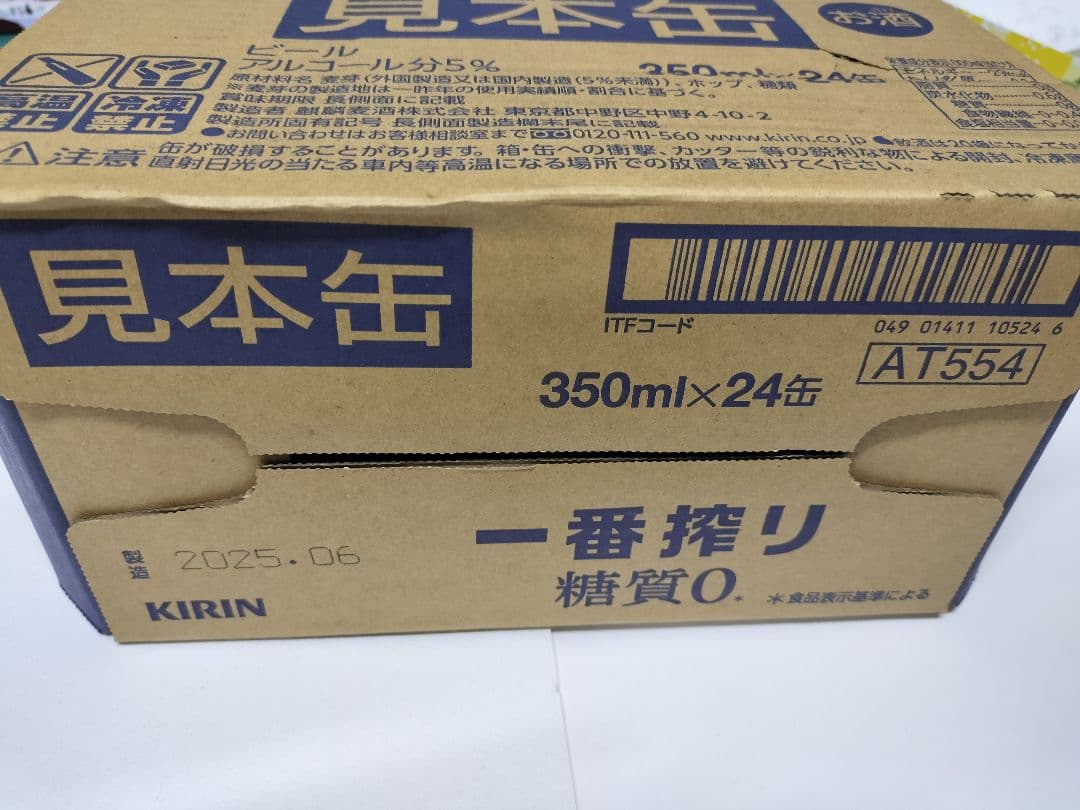 見本缶
お酒
ビール
アルコール分5%
350ml×24缶
原材料名 麦芽(外国製造又は国内製造(5%未満))、ホップ、糖類
※麦芽の製造地は一昨年の使用実績順・割合に基づく。
賞味期限 長側面に記載
製造者 麒麟麦酒株式会社 東京都中野区中野4-10-2
製造所固有記号 長側面製造欄末尾に記載
●お問い合わせはお客様相談室まで 0120-111-560 www.kirin.co.jp
高温禁止
冷凍禁止
注意
缶が破損することがあります。箱・缶への衝撃、カッター等の鋭利な物による開封、冷凍
直射日光の当たる車内等高温になる場所での放置を避けてください。
見本缶
ITFコード
049 01411 10524 6
AT554
350ml×24缶
一番搾り
糖質0*
*食品表示基準による
製造 2025.06
KIRIN